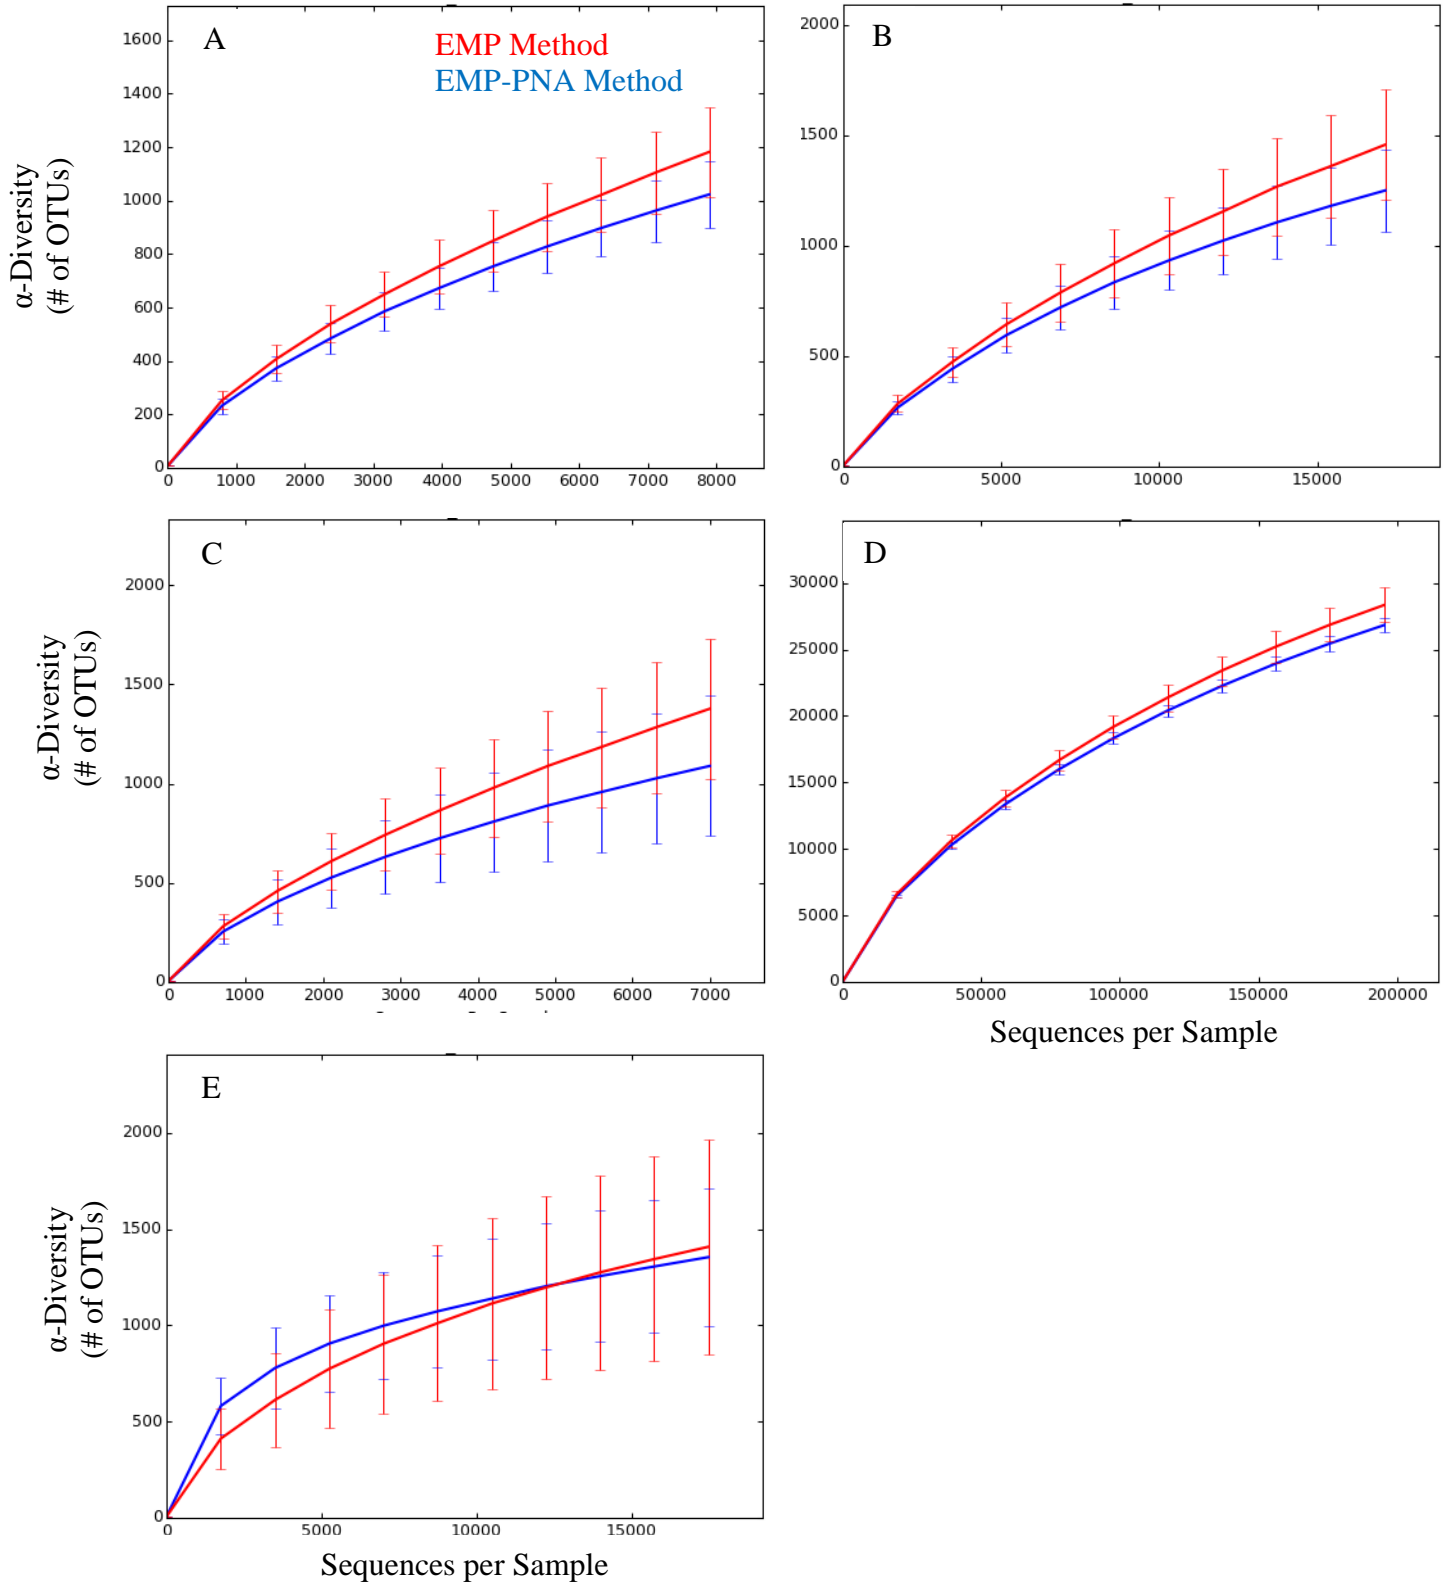 A
EMP Method
EMP-PNA Method
α-Diversity
(# of OTUs)
1600
1400
1200
1000
800
600
400
200
0
0 1000 2000 3000 4000 5000 6000 7000 8000
B
2000
1500
1000
500
0
0 5000 10000 15000
C
α-Diversity
(# of OTUs)
2000
1500
1000
500
0
0 1000 2000 3000 4000 5000 6000 7000
D
30000
25000
20000
15000
10000
5000
0
0 50000 100000 150000 200000
Sequences per Sample
E
α-Diversity
(# of OTUs)
2000
1500
1000
500
0
0 5000 10000 15000
Sequences per Sample